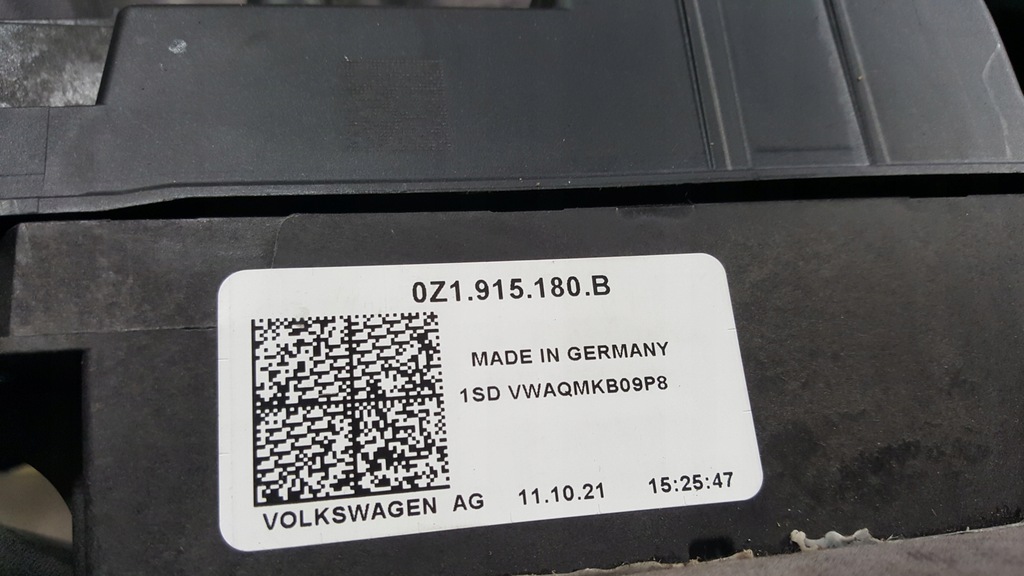 0Z1.915.180.B
MADE IN GERMANY
1SD VWAQMKB09P8
VOLKSWAGEN AG 11.10.21 15:25:47